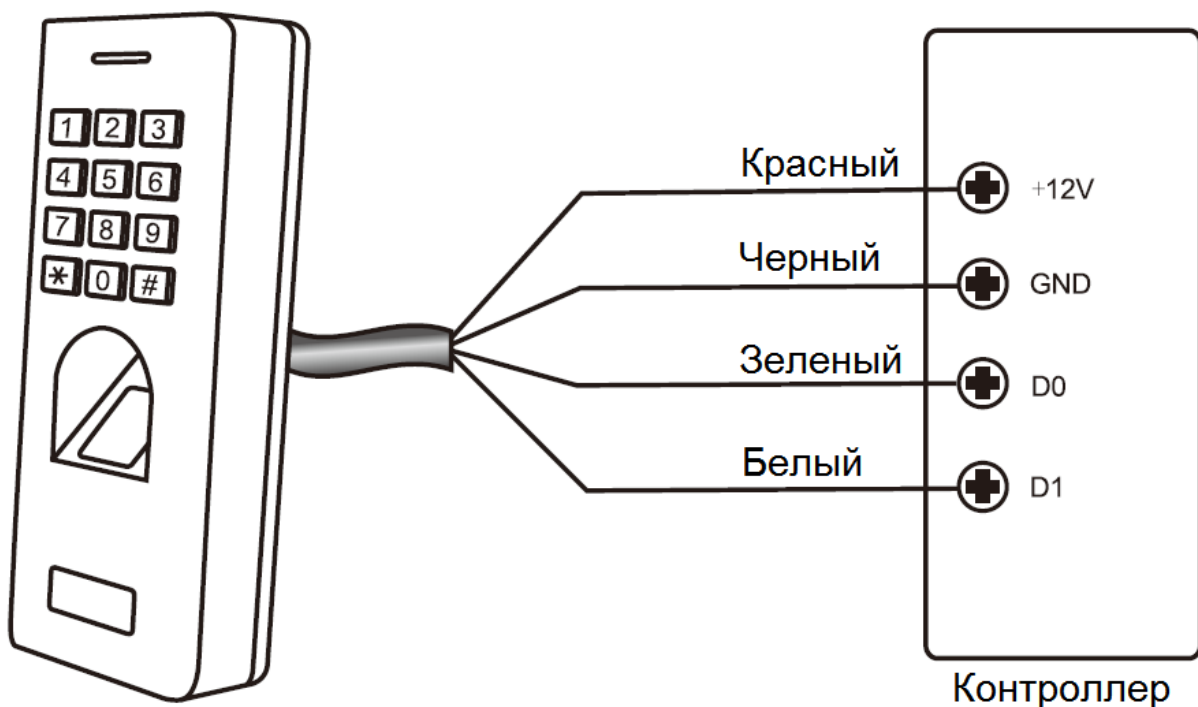 1 2 3
4 5 6
7 8 9
* 0 #
Красный +12V
Черный GND
Зеленый D0
Белый D1
Контроллер